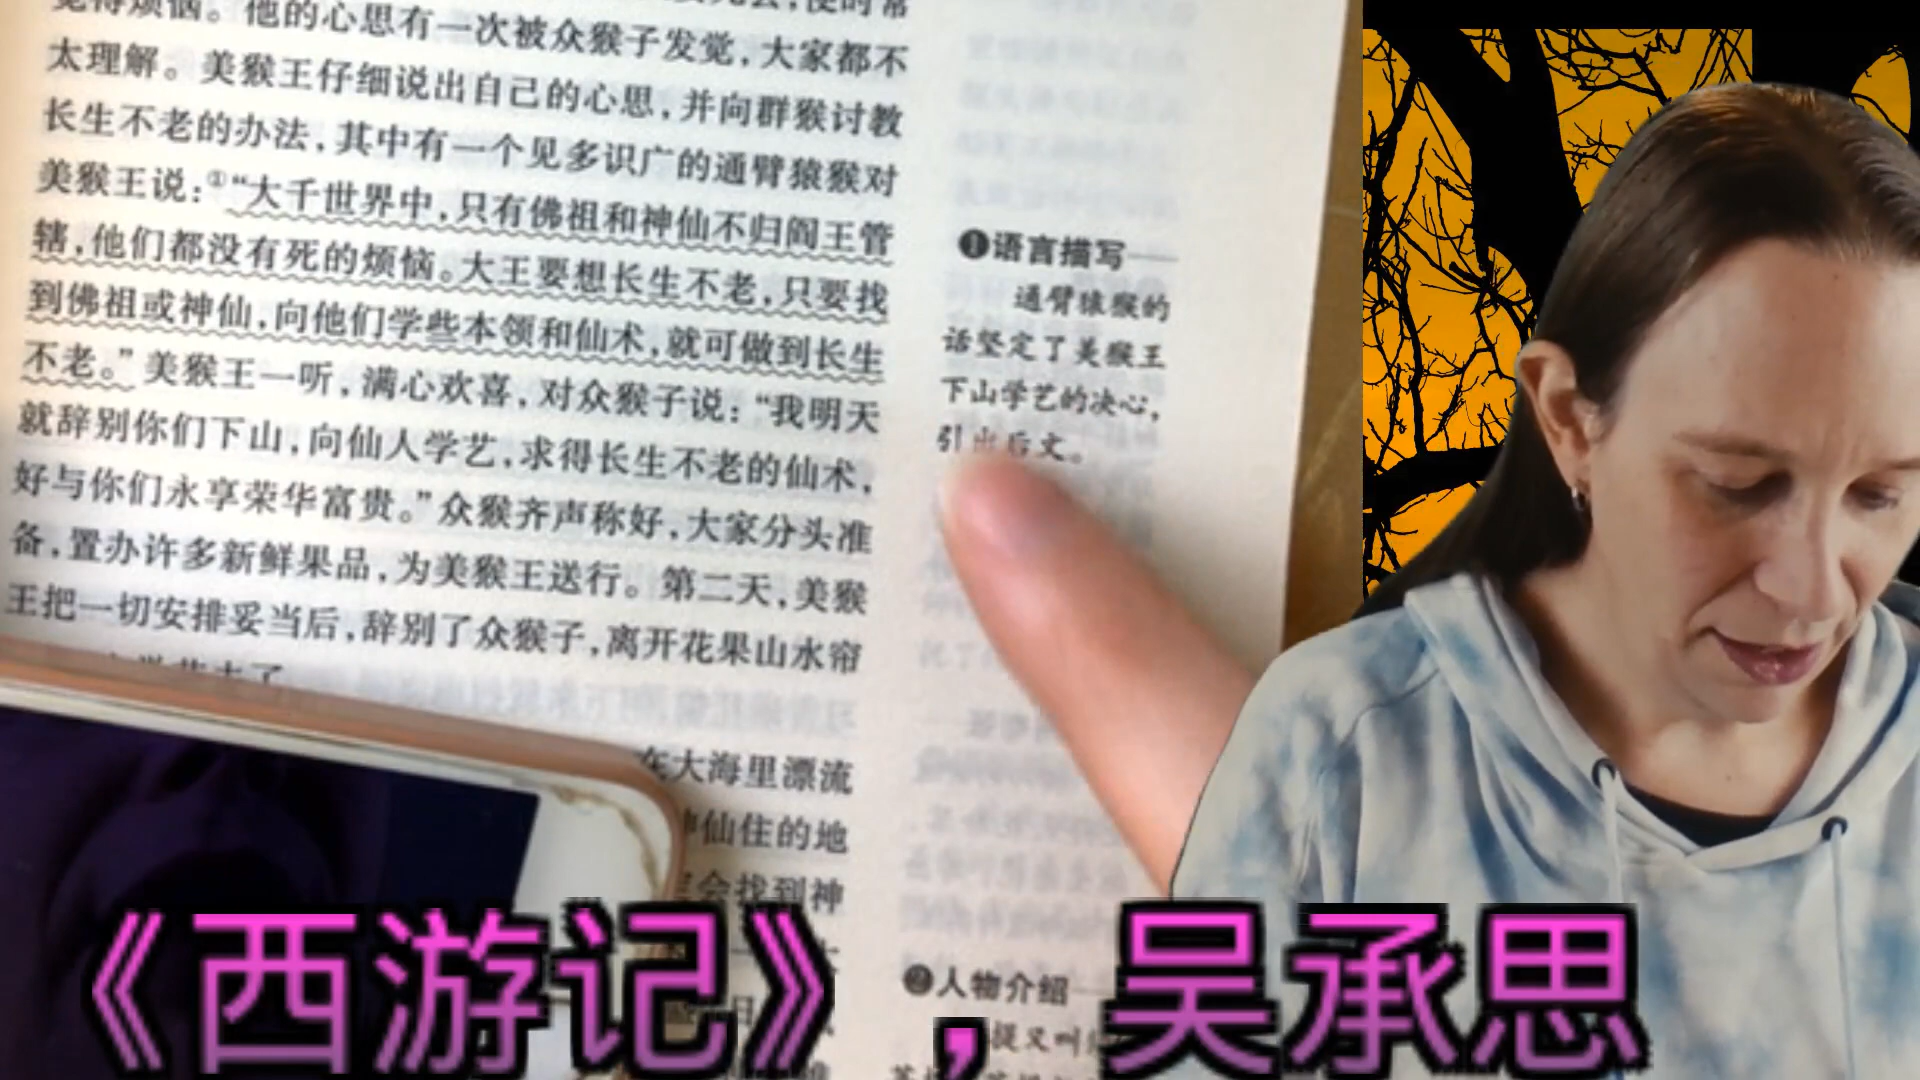 觉得烦恼。他的心思有一次被众猴子发觉,大家都不
太理解。美猴王仔细说出自己的心思,并向群猴讨教
长生不老的办法,其中有一个见多识广的通臂猿猴对
美猴王说:①“大千世界中,只有佛祖和神仙不归阎王管
辖,他们都没有死的烦恼。大王要想长生不老,只要找
到佛祖或神仙,向他们学些本领和仙术,就可做到长生
不老。”美猴王一听,满心欢喜,对众猴子说:“我明天
就辞别你们下山,向仙人学艺,求得长生不老的仙术,
好与你们永享荣华富贵。”众猴齐声称好,大家分头准
备,置办许多新鲜果品,为美猴王送行。第二天,美猴
王把一切安排妥当后,辞别了众猴子,离开花果山水帘
在大海里漂流
仙住的地
会找到神
❶语言描写——
通臂猿猴的
话坚定了美猴王
下山学艺的决心,
引出后文。
❷人物介绍——
提又叫
《西游记》,吴承思